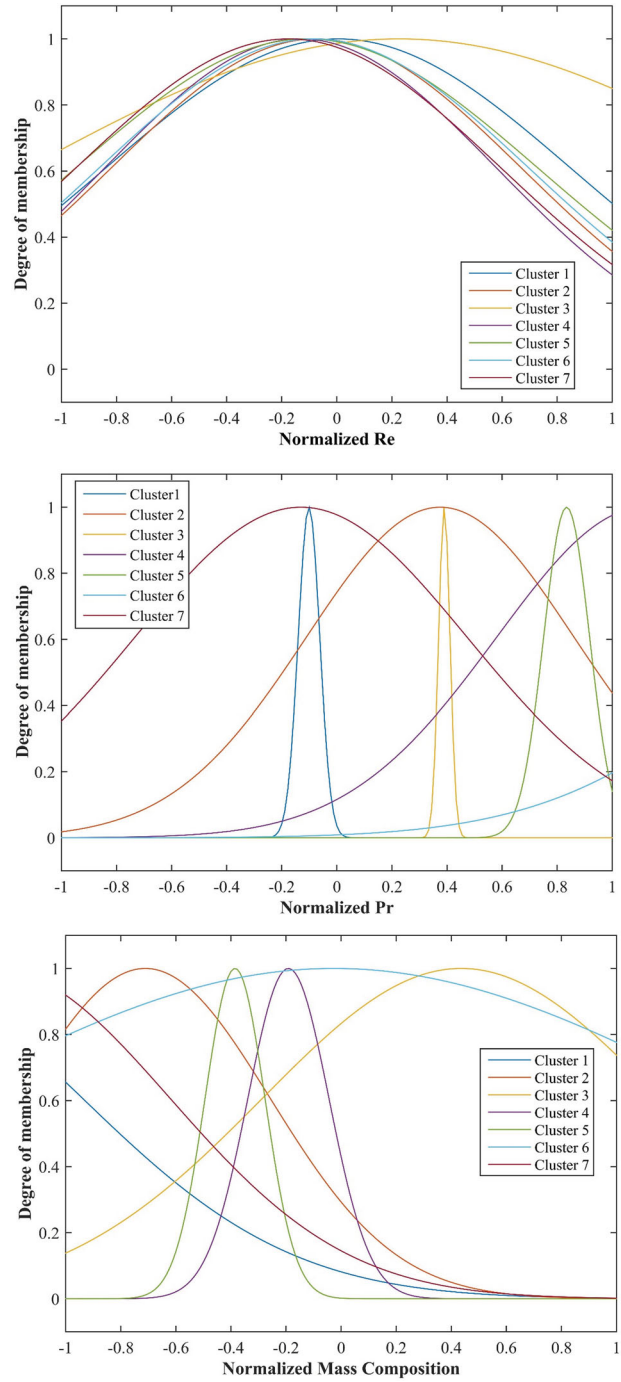 1
0.8
0.6
0.4
0.2
0
Degree of membership
Cluster 1
Cluster 2
Cluster 3
Cluster 4
Cluster 5
Cluster 6
Cluster 7
-1 -0.8 -0.6 -0.4 -0.2 0 0.2 0.4 0.6 0.8 1
Normalized Re
1
0.8
0.6
0.4
0.2
0
Degree of membership
Cluster1
Cluster 2
Cluster 3
Cluster 4
Cluster 5
Cluster 6
Cluster 7
-1 -0.8 -0.6 -0.4 -0.2 0 0.2 0.4 0.6 0.8 1
Normalized Pr
1
0.8
0.6
0.4
0.2
0
Degree of membership
Cluster 1
Cluster 2
Cluster 3
Cluster 4
Cluster 5
Cluster 6
Cluster 7
-1 -0.8 -0.6 -0.4 -0.2 0 0.2 0.4 0.6 0.8 1
Normalized Mass Composition